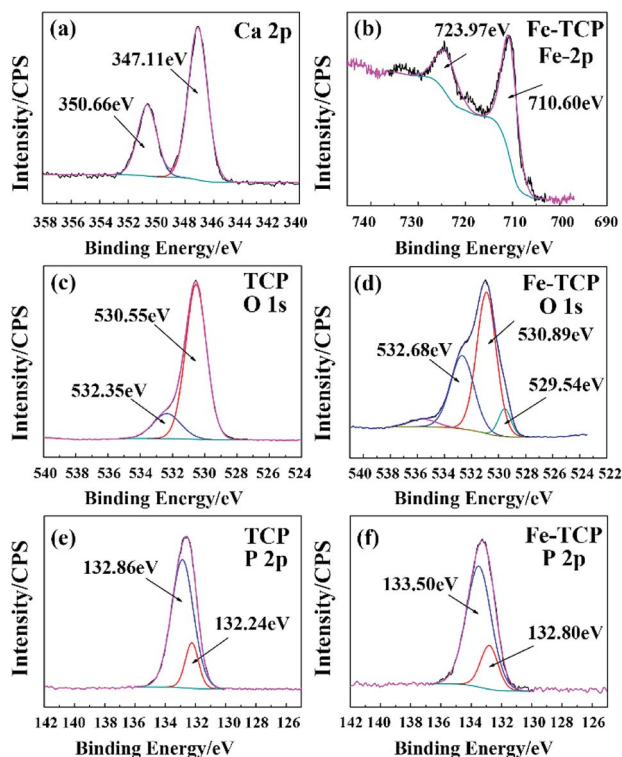 (a)
Ca 2p
347.11eV
350.66eV
Intensity/CPS
358 356 354 352 350 348 346 344 342 340
Binding Energy/eV
(b)
Fe-TCP
Fe-2p
723.97eV
710.60eV
Intensity/CPS
740 730 720 710 700 690
Binding Energy/eV
(c)
TCP
O 1s
530.55eV
532.35eV
Intensity/CPS
540 538 536 534 532 530 528 526 524
Binding Energy/eV
(d)
Fe-TCP
O 1s
530.89eV
532.68eV
529.54eV
Intensity/CPS
540 538 536 534 532 530 528 526 524 522
Binding Energy/eV
(e)
TCP
P 2p
132.86eV
132.24eV
Intensity/CPS
142 140 138 136 134 132 130 128 126
Binding Energy/eV
(f)
Fe-TCP
P 2p
133.50eV
132.80eV
Intensity/CPS
142 140 138 136 134 132 130 128 126
Binding Energy/eV